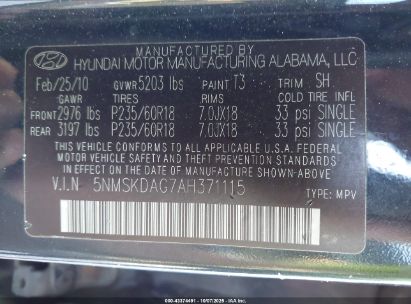 MANUFACTURED BY
HYUNDAI MOTOR MANUFACTURING ALABAMA, LLC
Feb/25/10 GVWR 5203 lbs PAINT T3 TRIM SH
GAWR TIRES RIMS COLD TIRE INFL
FRONT 2976 lbs P235/60R18 7.0JX18 33 psi SINGLE
REAR 3197 lbs P235/60R18 7.0JX18 33 psi SINGLE
THIS VEHICLE CONFORMS TO ALL APPLICABLE U.S.A. FEDERAL
MOTOR VEHICLE SAFETY, BUMPER, AND THEFT PREVENTION STANDARDS
IN EFFECT ON THE DATE OF MANUFACTURE SHOWN ABOVE.
V.I.N 5NMSKDAG7AH371115 TYPE: MPV